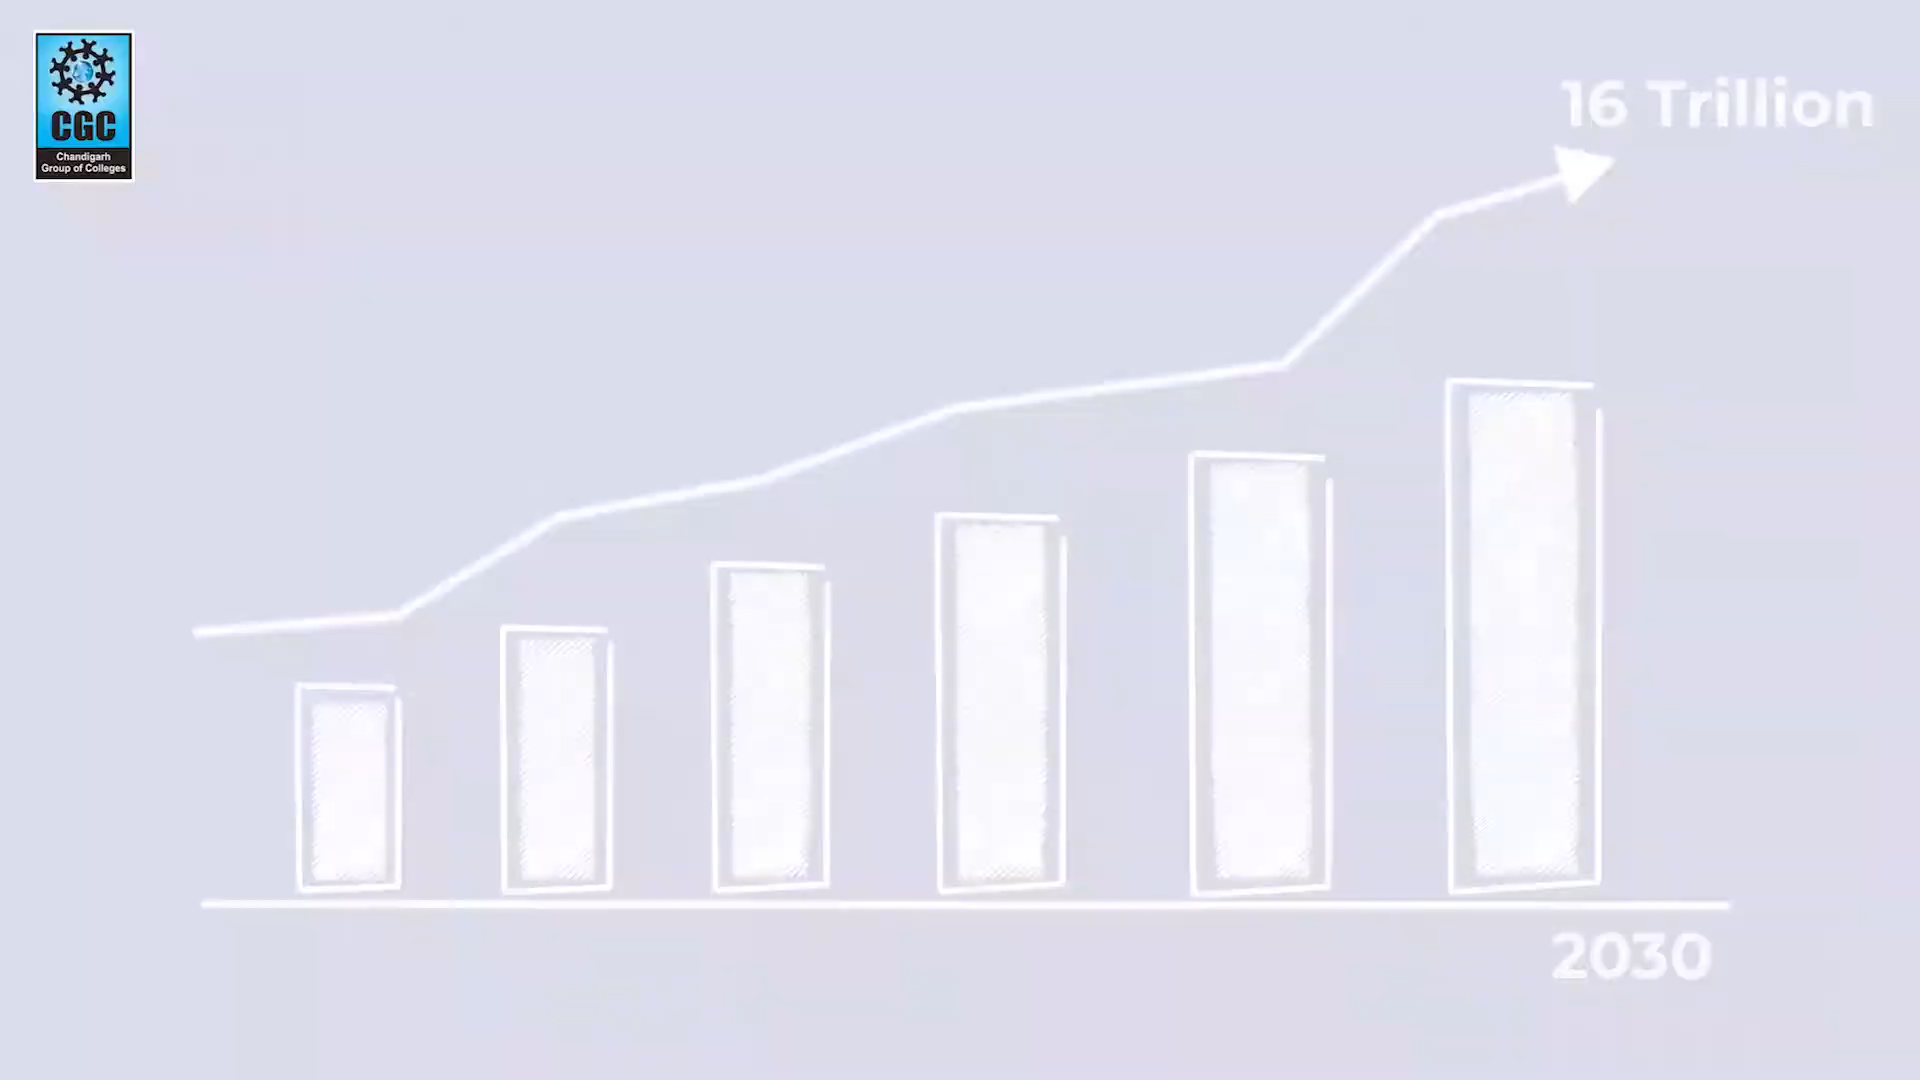 CGC
Chandigarh
Group of Colleges
16 Trillion
2030